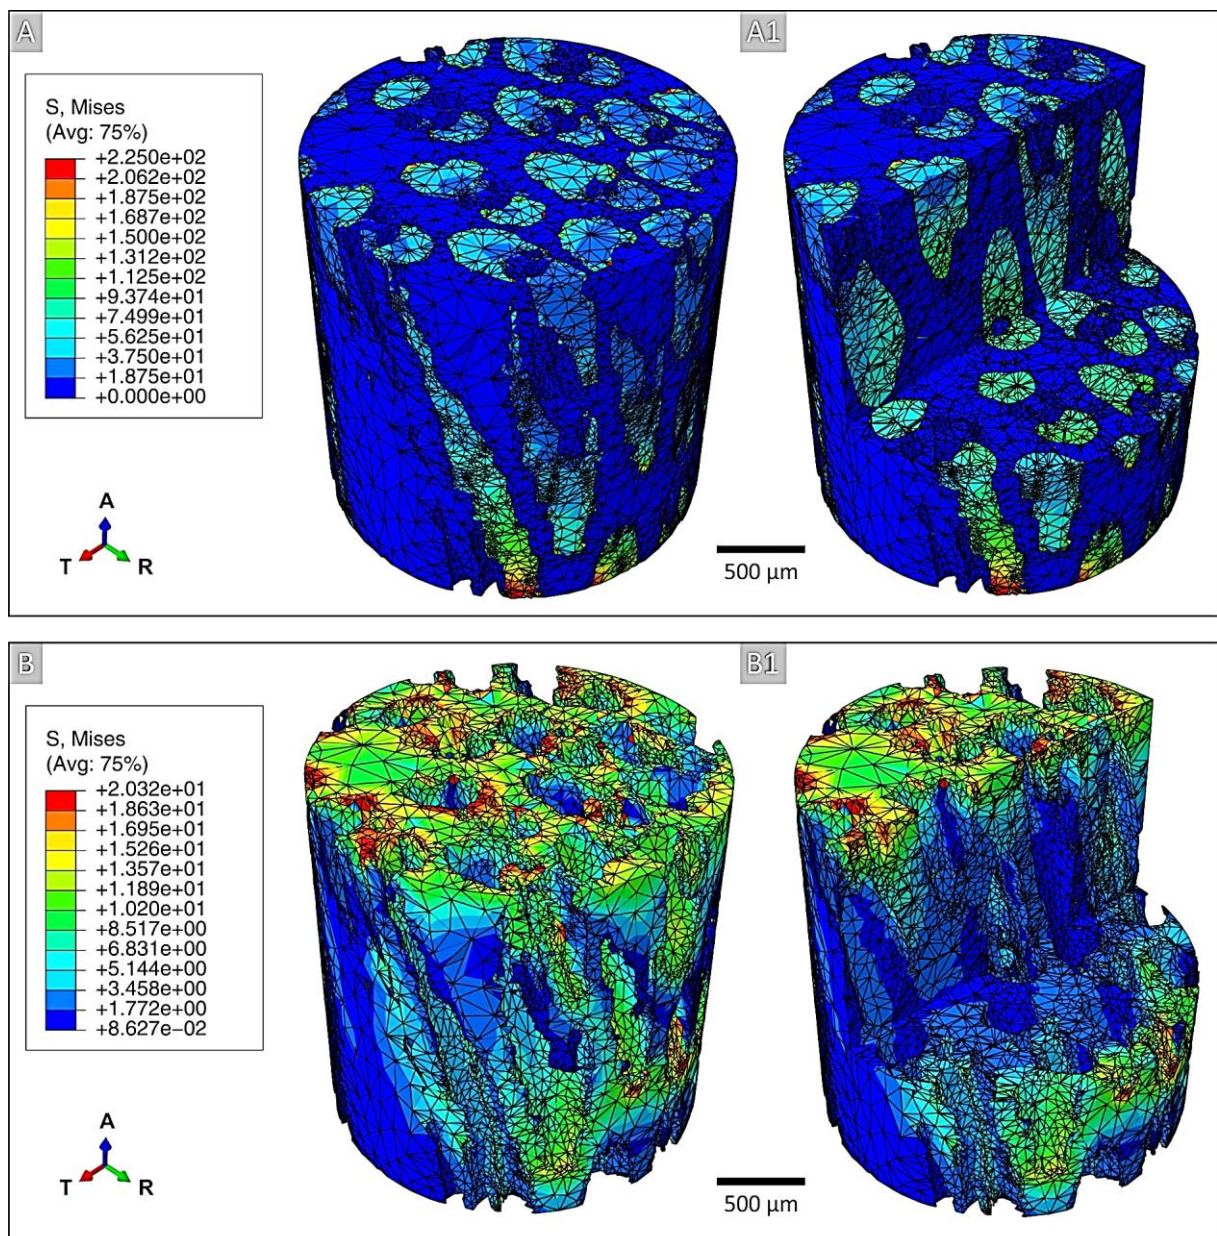 A
A1
S, Mises
(Avg: 75%)
+2.250e+02
+2.062e+02
+1.875e+02
+1.687e+02
+1.500e+02
+1.312e+02
+1.125e+02
+9.374e+01
+7.499e+01
+5.625e+01
+3.750e+01
+1.875e+01
+0.000e+00
A
T
R
500 µm
B
B1
S, Mises
(Avg: 75%)
+2.032e+01
+1.863e+01
+1.695e+01
+1.526e+01
+1.357e+01
+1.189e+01
+1.020e+01
+8.517e+00
+6.831e+00
+5.144e+00
+3.458e+00
+1.772e+00
+8.627e−02
A
T
R
500 µm